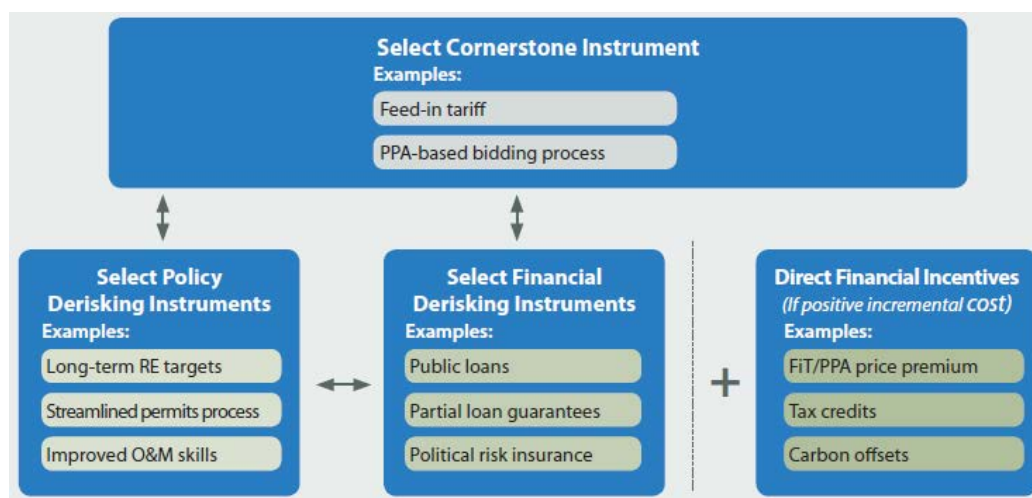 Select Cornerstone Instrument
Examples:
Feed-in tariff
PPA-based bidding process
Select Policy
Derisking Instruments
Examples:
Long-term RE targets
Streamlined permits process
Improved O&M skills
Select Financial
Derisking Instruments
Examples:
Public loans
Partial loan guarantees
Political risk insurance
+
Direct Financial Incentives
(If positive incremental cost)
Examples:
FiT/PPA price premium
Tax credits
Carbon offsets